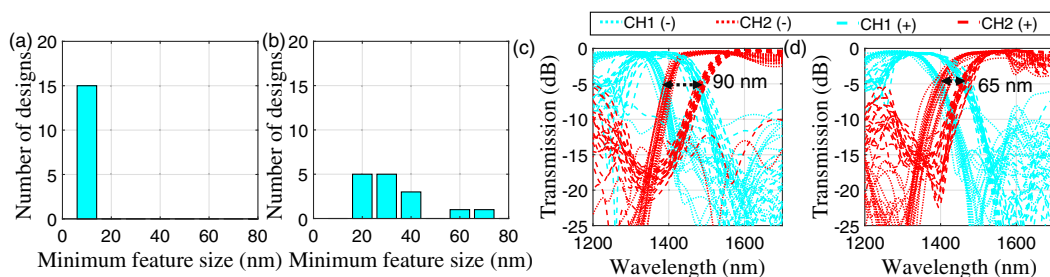 CH1 (-) CH2 (-) CH1 (+) CH2 (+)
(a)
20
15
10
5
0
0 20 40 60 80
Number of designs
Minimum feature size (nm)
(b)
20
15
10
5
0
0 20 40 60 80
Number of designs
Minimum feature size (nm)
(c)
0
-5
-10
-15
-20
-25
1200 1400 1600
Transmission (dB)
Wavelength (nm)
90 nm
(d)
0
-5
-10
-15
-20
-25
1200 1400 1600
Transmission (dB)
Wavelength (nm)
65 nm